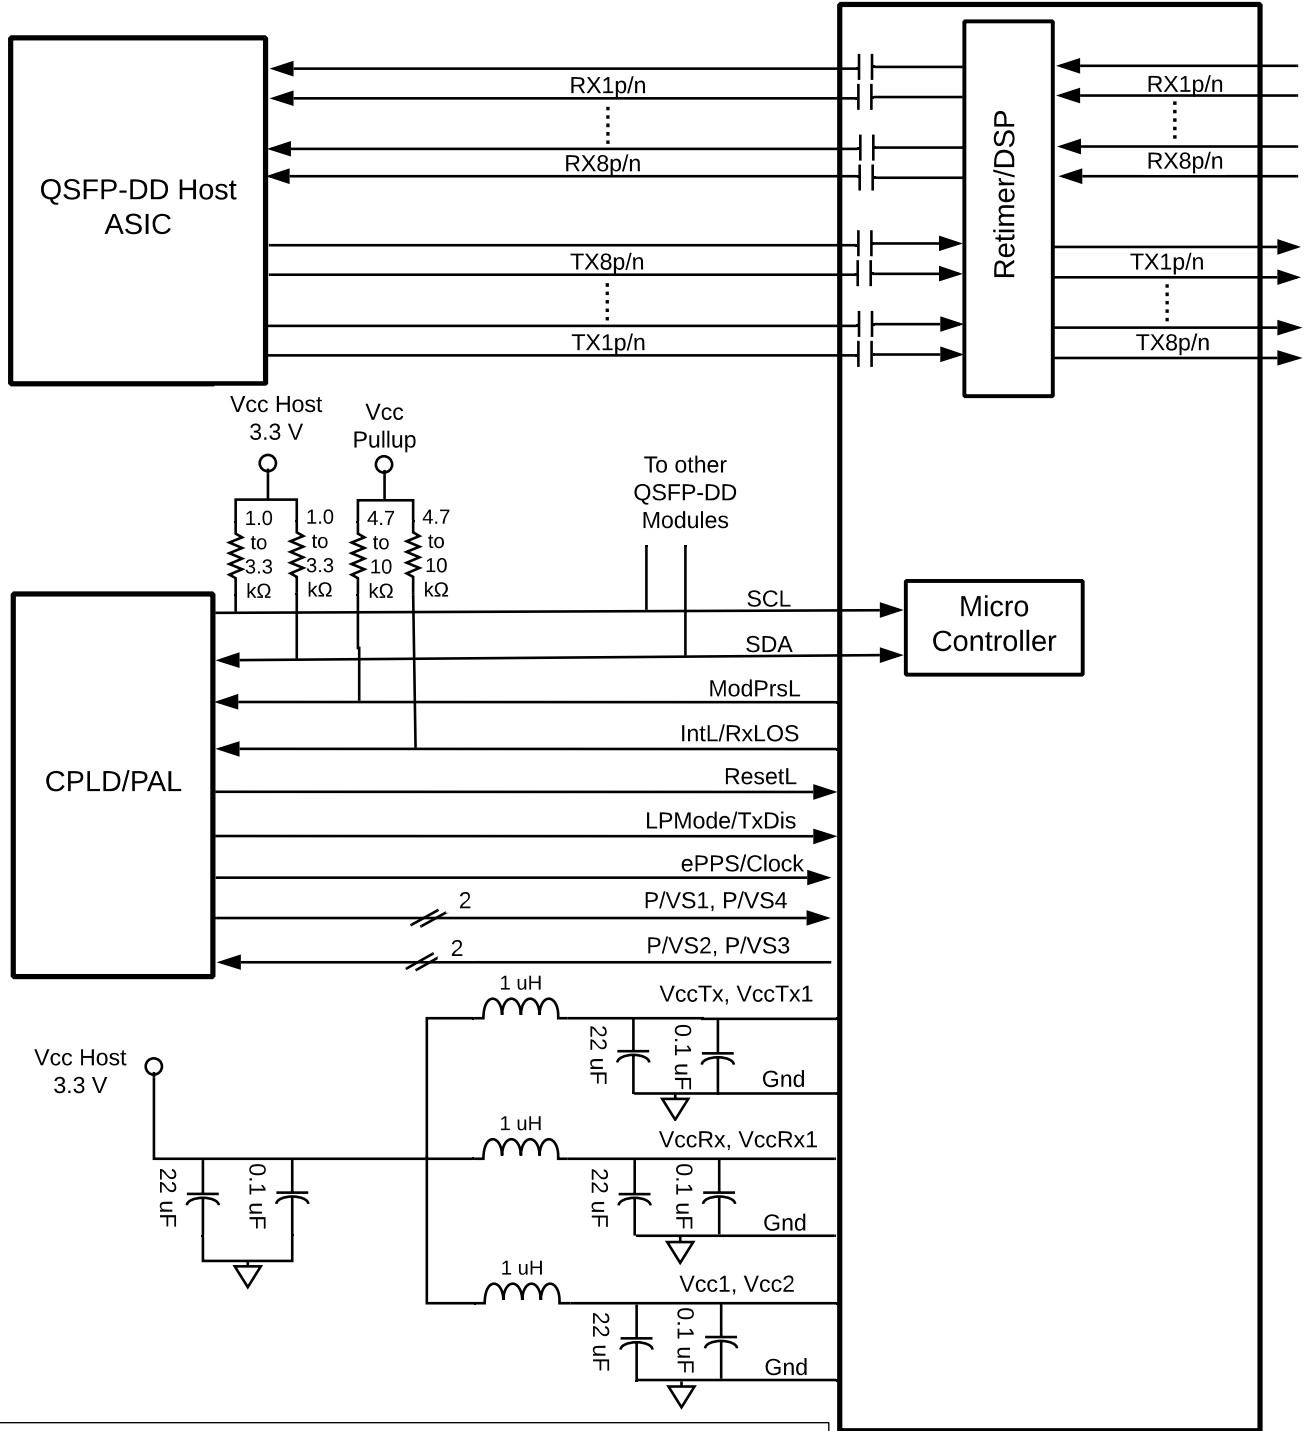 RX1p/n
RX8p/n
QSFP-DD Host
ASIC
TX8p/n
TX1p/n
Retimer/DSP
RX1p/n
RX8p/n
TX1p/n
TX8p/n
Vcc Host
3.3 V
Vcc
Pullup
To other
QSFP-DD
Modules
1.0
to
3.3
kΩ
1.0
to
3.3
kΩ
4.7
to
10
kΩ
4.7
to
10
kΩ
SCL
SDA
Micro
Controller
ModPrsL
IntL/RxLOS
CPLD/PAL
ResetL
LPMode/TxDis
ePPS/Clock
2
P/VS1, P/VS4
2
P/VS2, P/VS3
1 uH
VccTx, VccTx1
22 uF
0.1 uF
Gnd
Vcc Host
3.3 V
1 uH
VccRx, VccRx1
22 uF
0.1 uF
22 uF
0.1 uF
Gnd
1 uH
Vcc1, Vcc2
22 uF
0.1 uF
Gnd